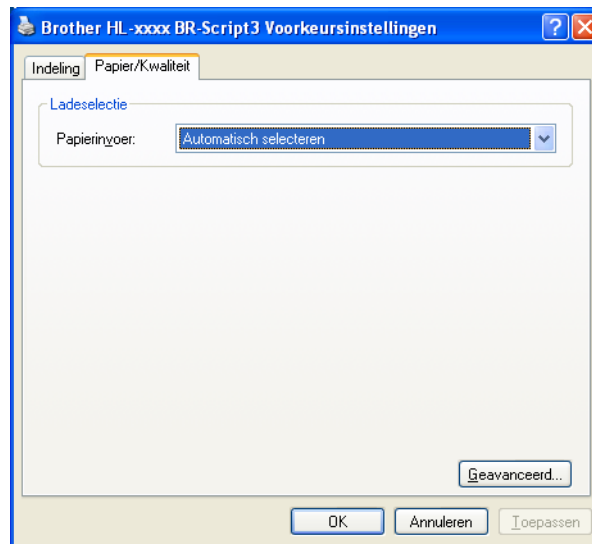 Brother HL-xxxx BR-Script3 Voorkeursinstellingen
Indeling Papier/Kwaliteit
Ladeselectie
Papierinvoer: Automatisch selecteren
Geavanceerd...
OK Annuleren Toepassen